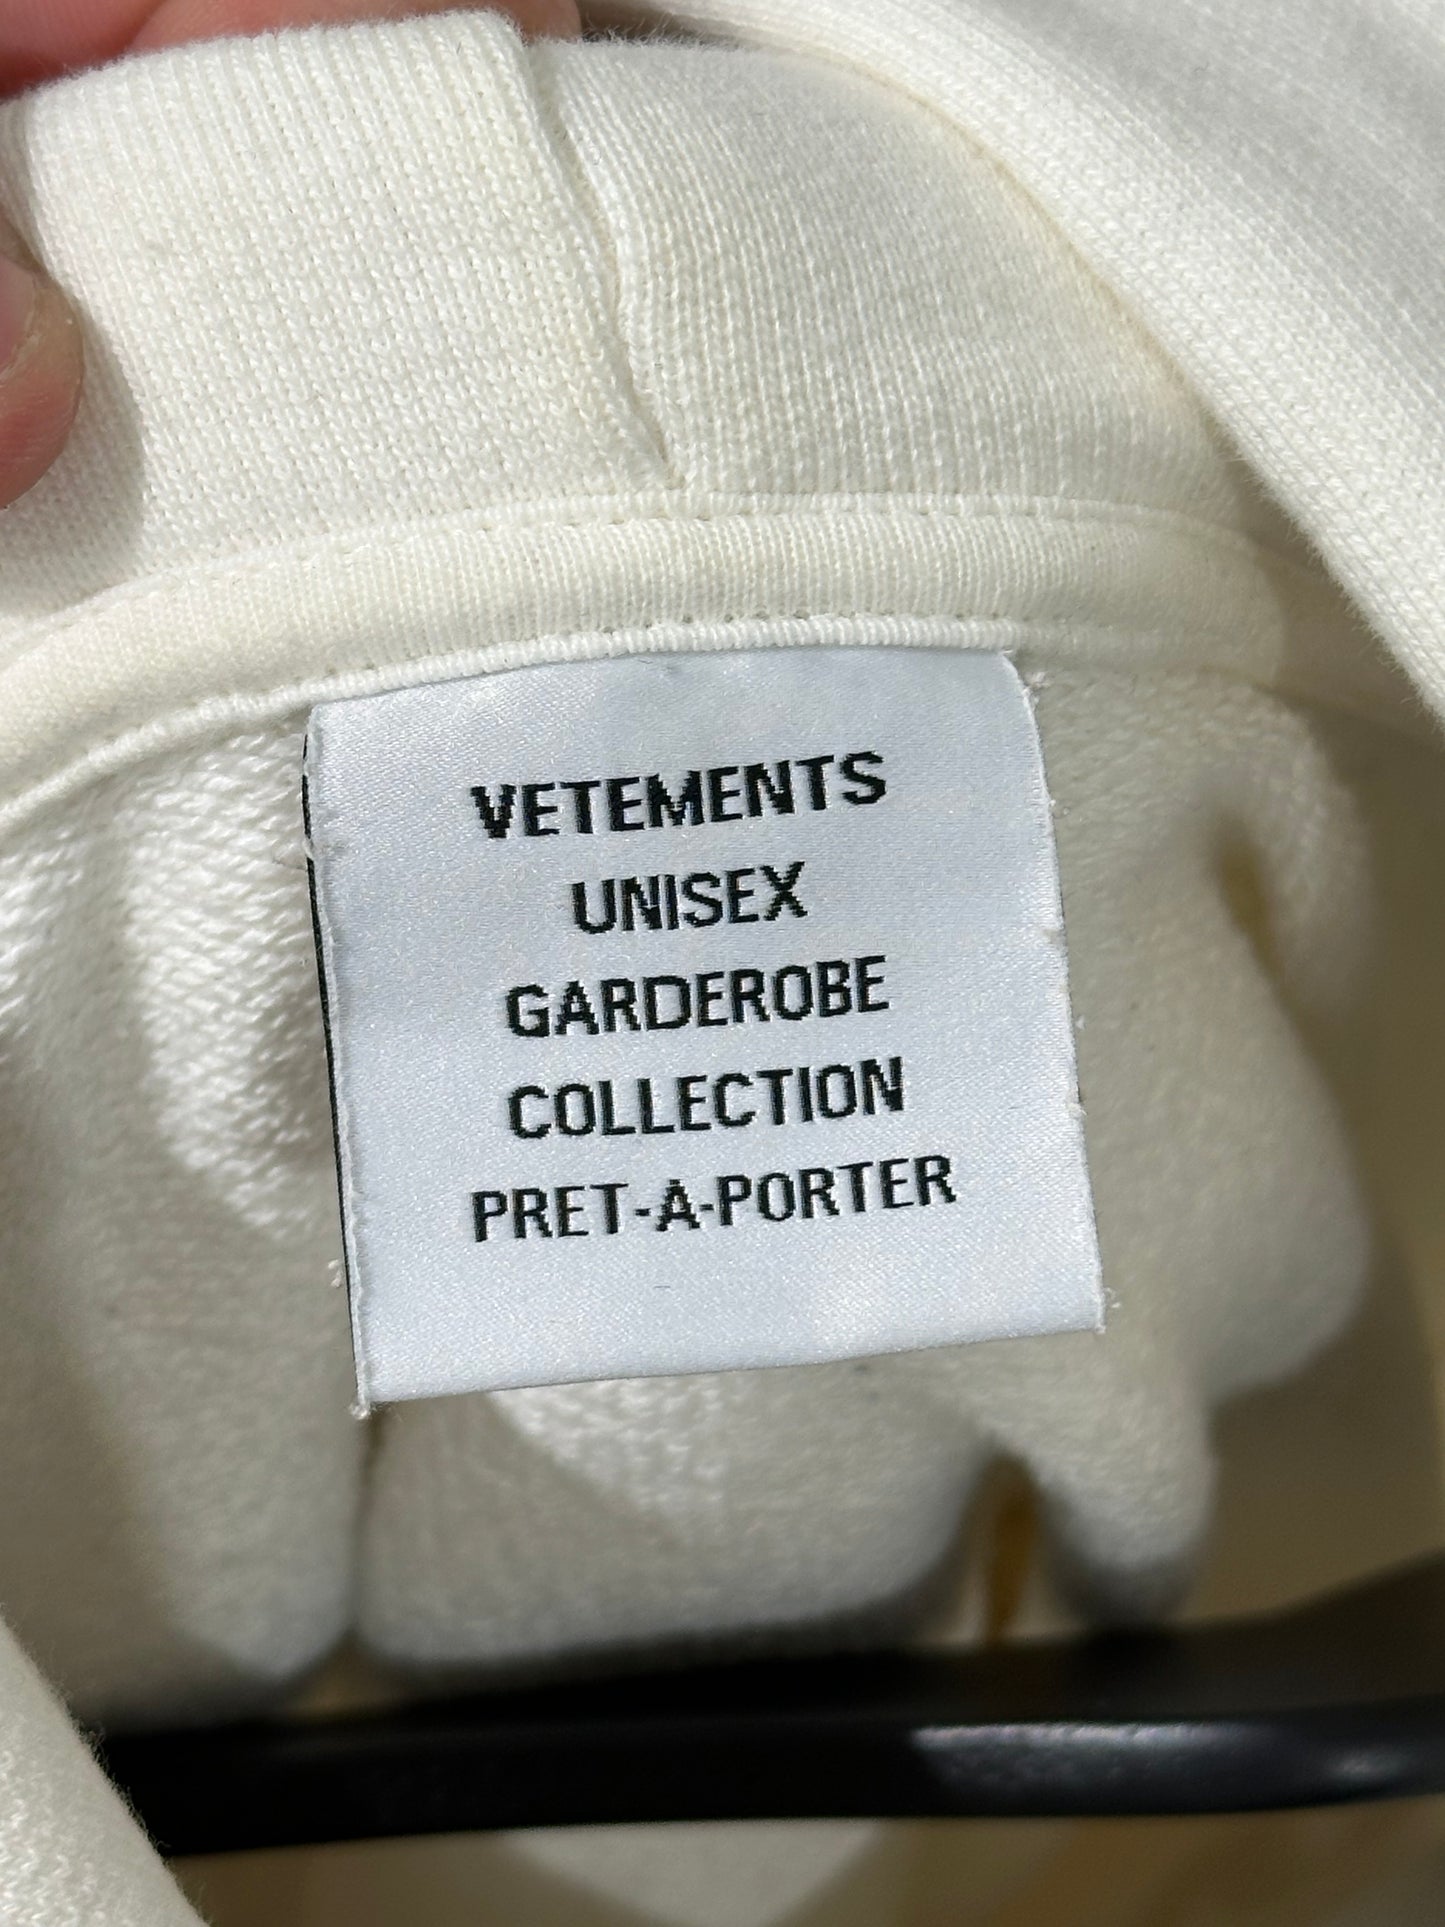 VETEMENTS
UNISEX
GARDEROBE
COLLECTION
PRET-A-PORTER